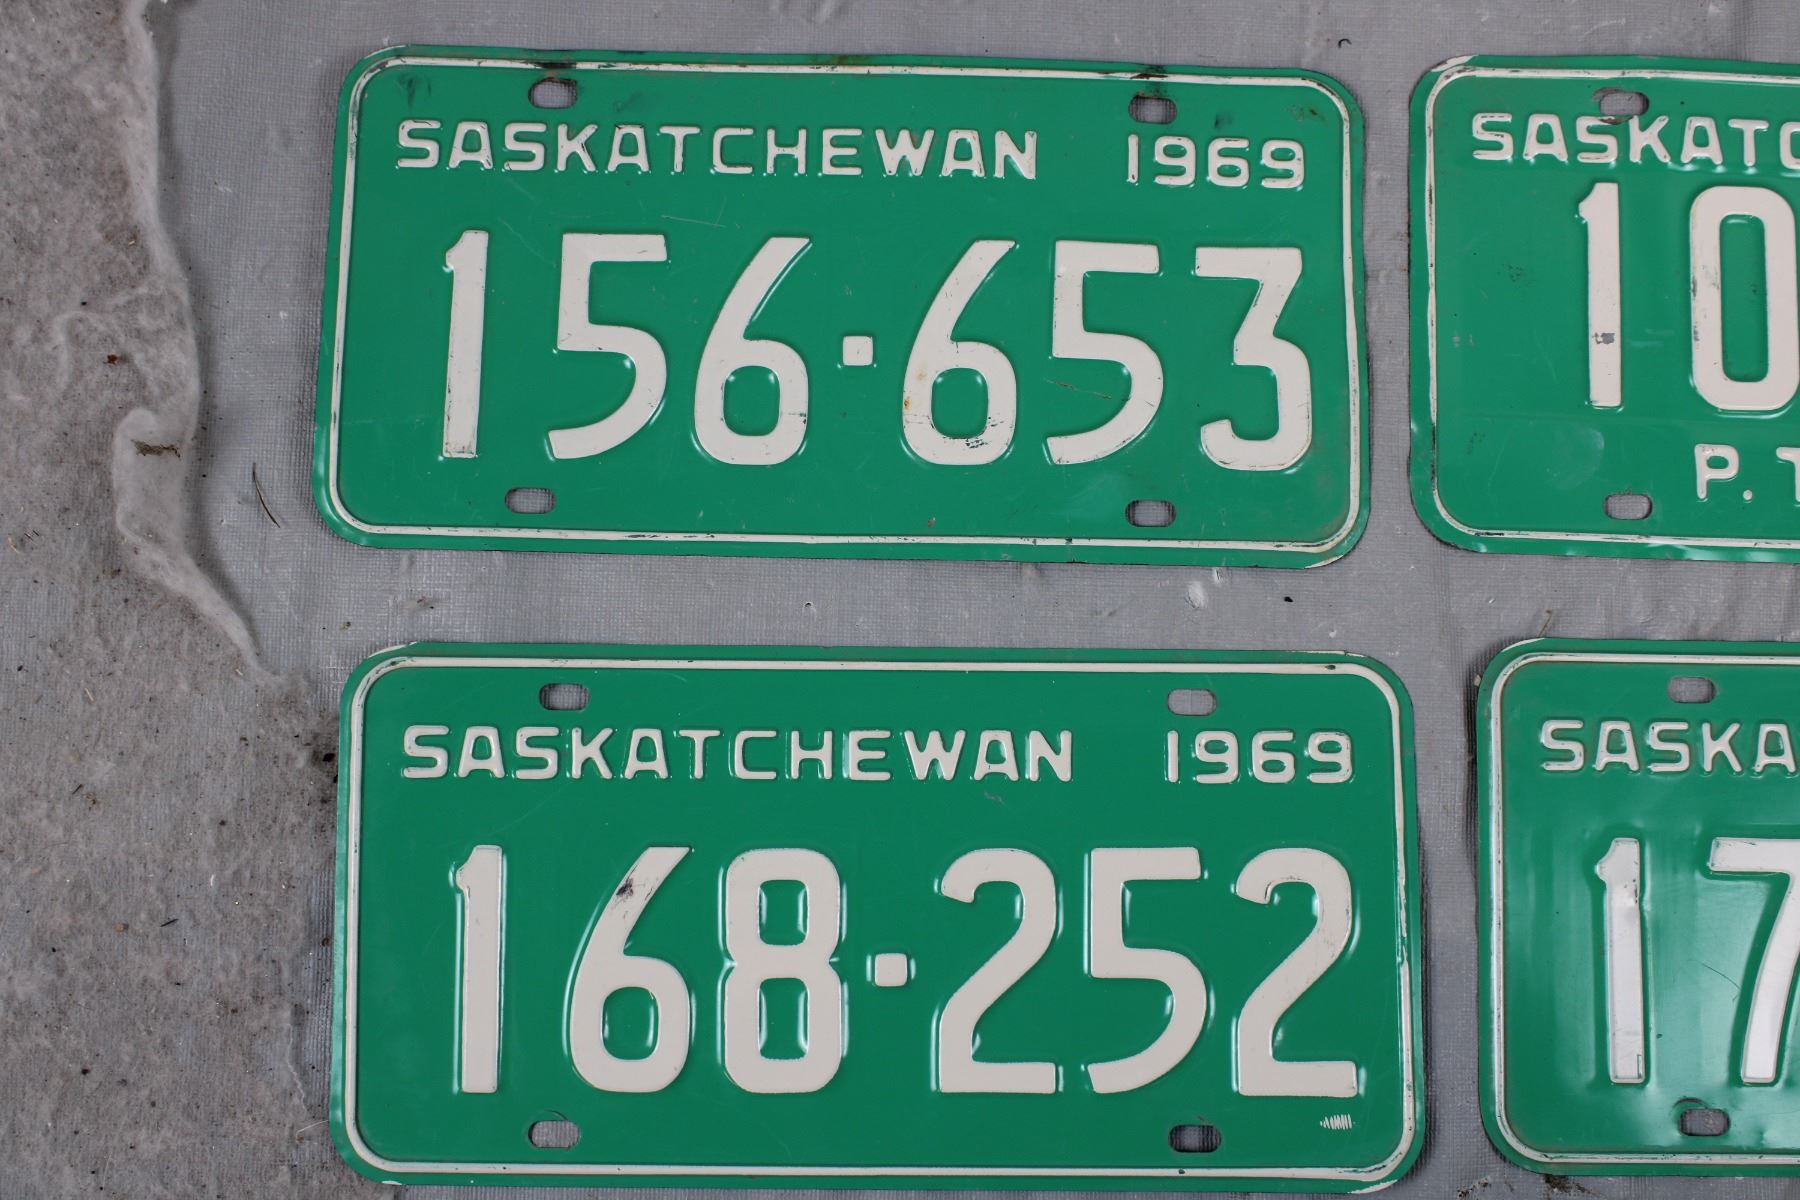 SASKATCHEWAN 1969
156·653
SASKATC
10
P. T
SASKATCHEWAN 1969
168·252
SASKA
17